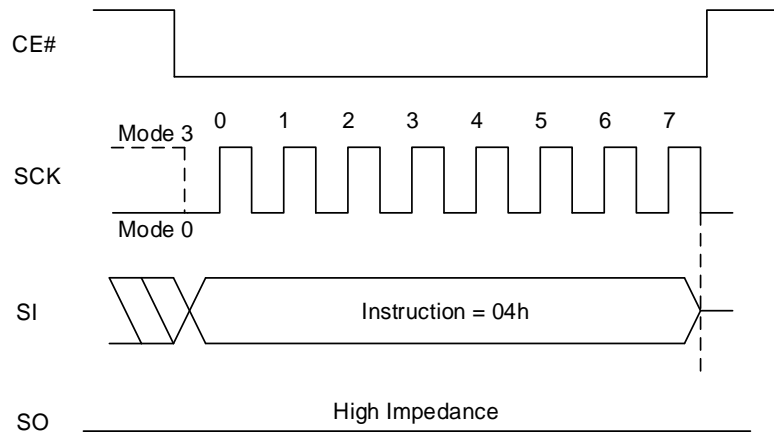 CE#
0 1 2 3 4 5 6 7
Mode 3
SCK
Mode 0
SI
Instruction = 04h
High Impedance
SO